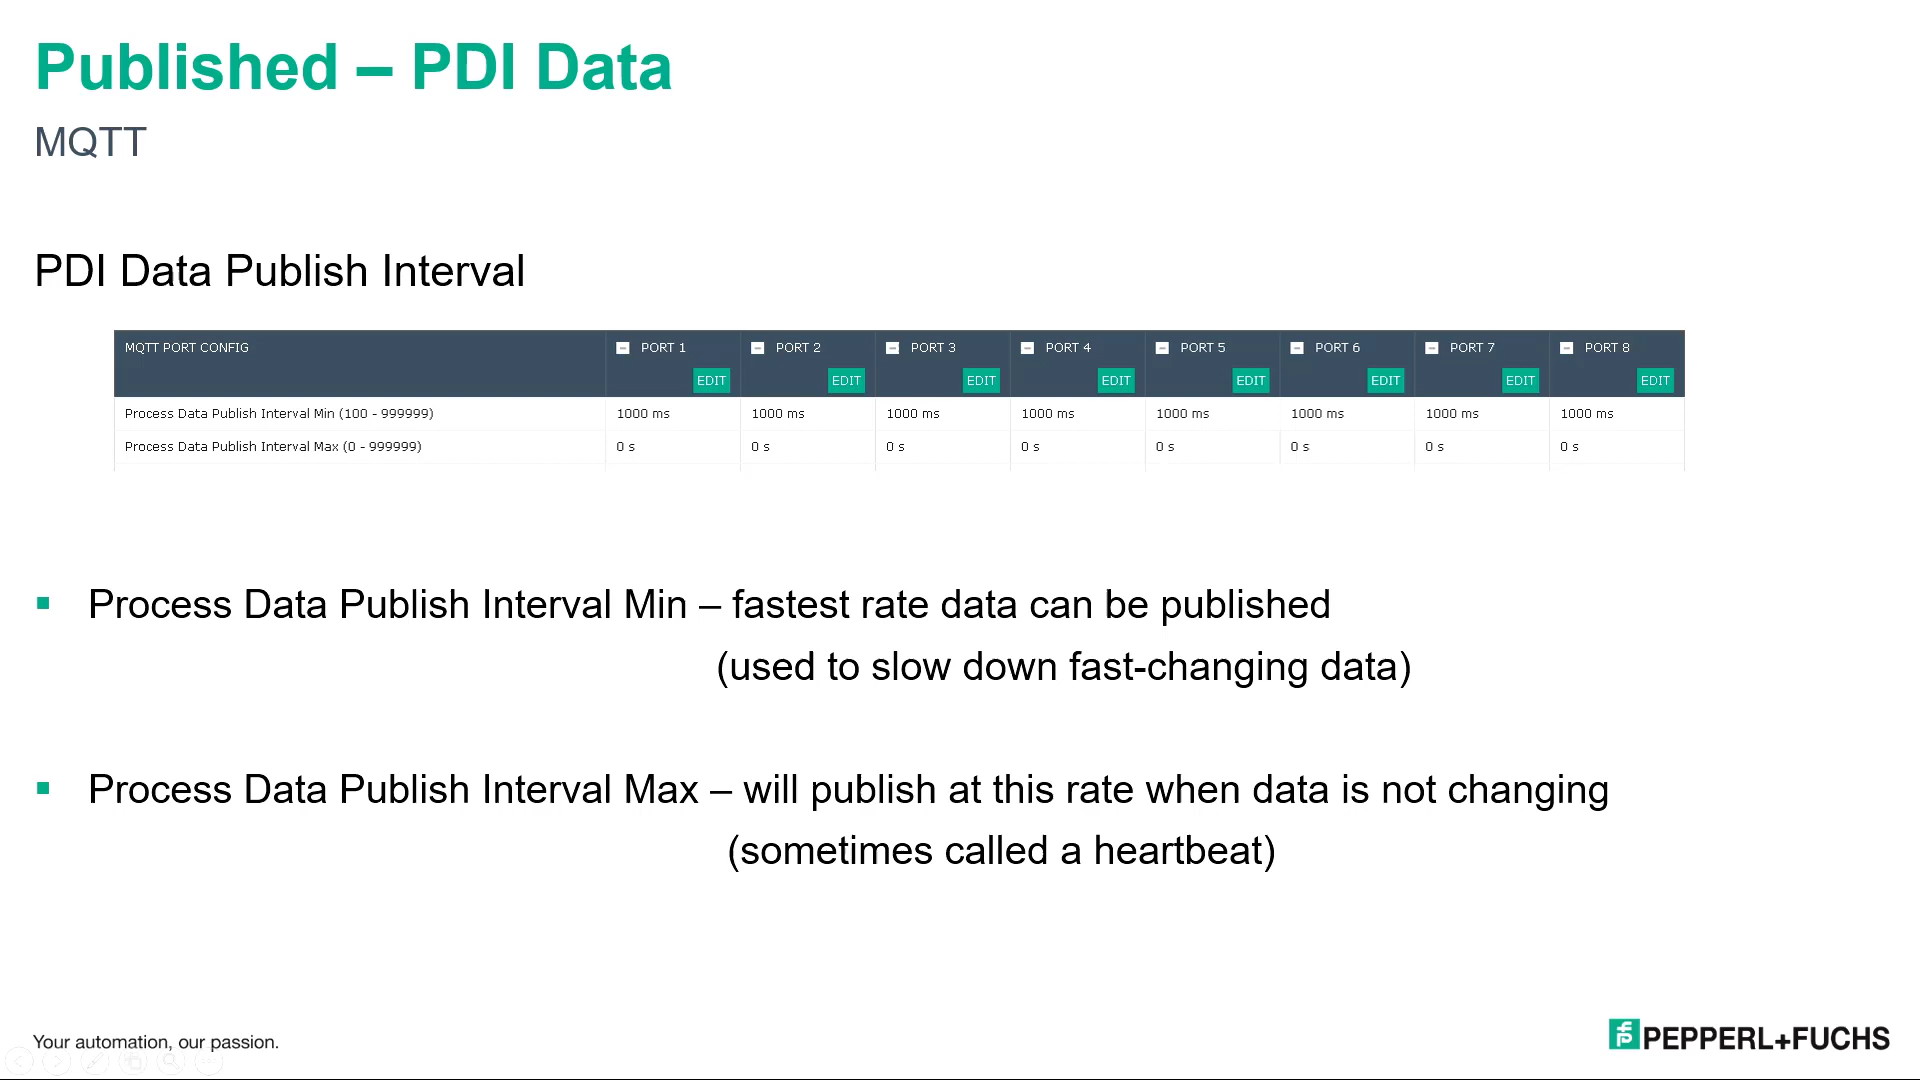 Published – PDI Data
MQTT
PDI Data Publish Interval
MQTT PORT CONFIG PORT 1 PORT 2 PORT 3 PORT 4 PORT 5 PORT 6 PORT 7 PORT 8
EDIT EDIT EDIT EDIT EDIT EDIT EDIT EDIT
Process Data Publish Interval Min (100 - 999999) 1000 ms 1000 ms 1000 ms 1000 ms 1000 ms 1000 ms 1000 ms 1000 ms
Process Data Publish Interval Max (0 - 999999) 0 s 0 s 0 s 0 s 0 s 0 s 0 s 0 s
▪ Process Data Publish Interval Min – fastest rate data can be published
(used to slow down fast-changing data)
▪ Process Data Publish Interval Max – will publish at this rate when data is not changing
(sometimes called a heartbeat)
Your automation, our passion.
PEPPERL+FUCHS